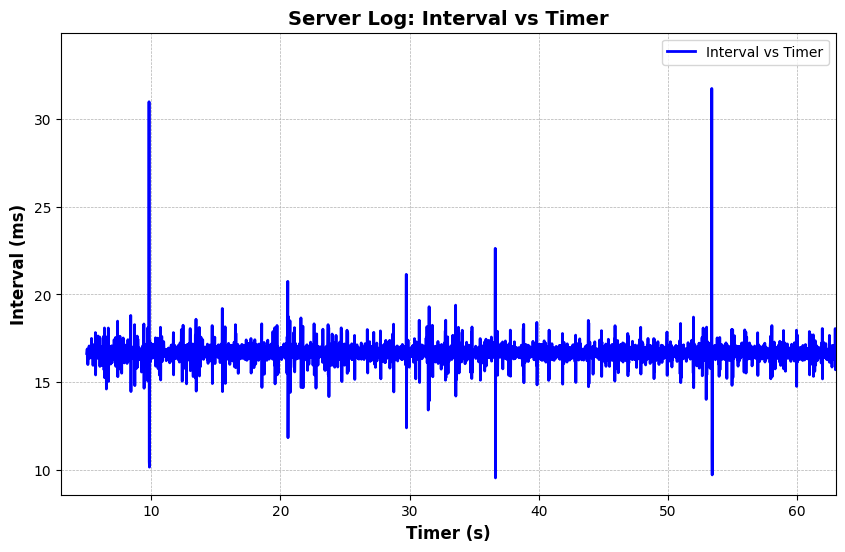 Server Log: Interval vs Timer
Interval vs Timer
Interval (ms)
30
25
20
15
10
10 20 30 40 50 60
Timer (s)